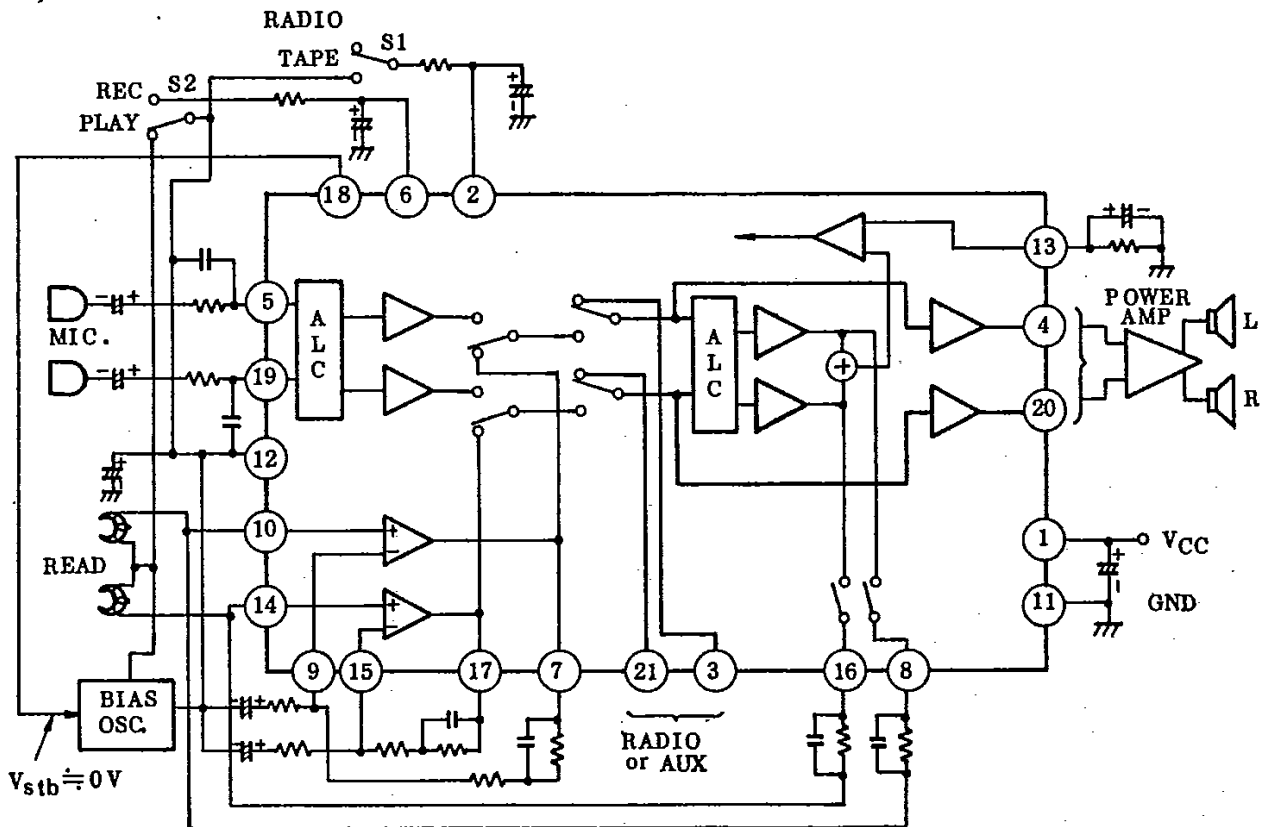 RADIO
TAPE
S1
REC
S2
PLAY
18
6
2
13
5
A
L
C
MIC.
19
12
A
L
C
4
POWER
AMP
L
R
20
10
READ
14
1
VCC
11
GND
9
15
17
7
21
3
16
8
BIAS
OSC.
RADIO
or AUX
Vstb≒0V